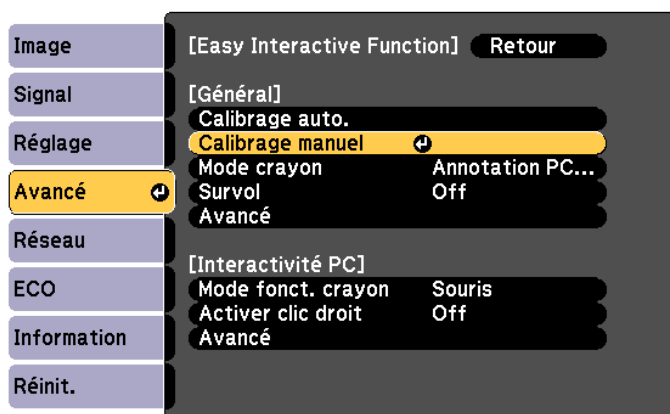 Image
Signal
Réglage
Avancé
Réseau
ECO
Information
Réinit.
[Easy Interactive Function] Retour
[Général]
Calibrage auto.
Calibrage manuel
Mode crayon Annotation PC...
Survol Off
Avancé
[Interactivité PC]
Mode fonct. crayon Souris
Activer clic droit Off
Avancé